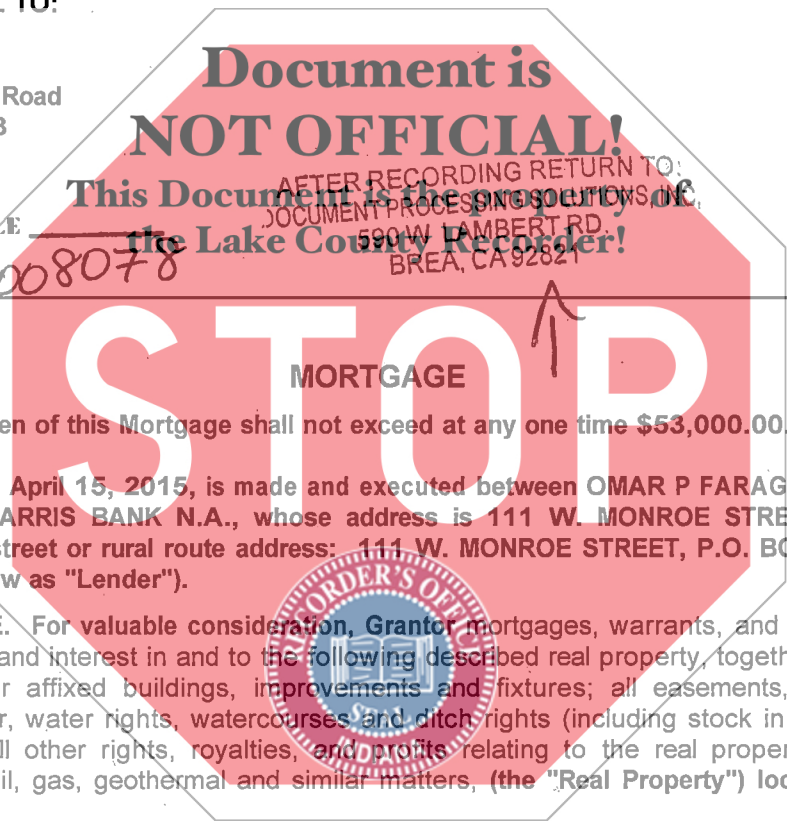 TO:
Document is
Road
NOT OFFICIAL!
AFTER RECORDING RETURN TO:
This Document is the property of
DOCUMENT PROCESSING SOLUTIONS, INC.
the Lake County Recorder!
590 W. LAMBERT RD.
BREA, CA 92821
008078
STOP
MORTGAGE
en of this Mortgage shall not exceed at any one time $53,000.00.
April 15, 2015, is made and executed between OMAR P FARAG
ARRIS BANK N.A., whose address is 111 W. MONROE STRE
treet or rural route address: 111 W. MONROE STREET, P.O. BO
w as "Lender").
E. For valuable consideration, Grantor mortgages, warrants, and
and interest in and to the following described real property, togeth
r affixed buildings, improvements and fixtures; all easements,
r, water rights, watercourses and ditch rights (including stock in
ll other rights, royalties, and profits relating to the real proper
il, gas, geothermal and similar matters, (the "Real Property") loc
RECORDER'S OFFICE
SEAL
INDIANA